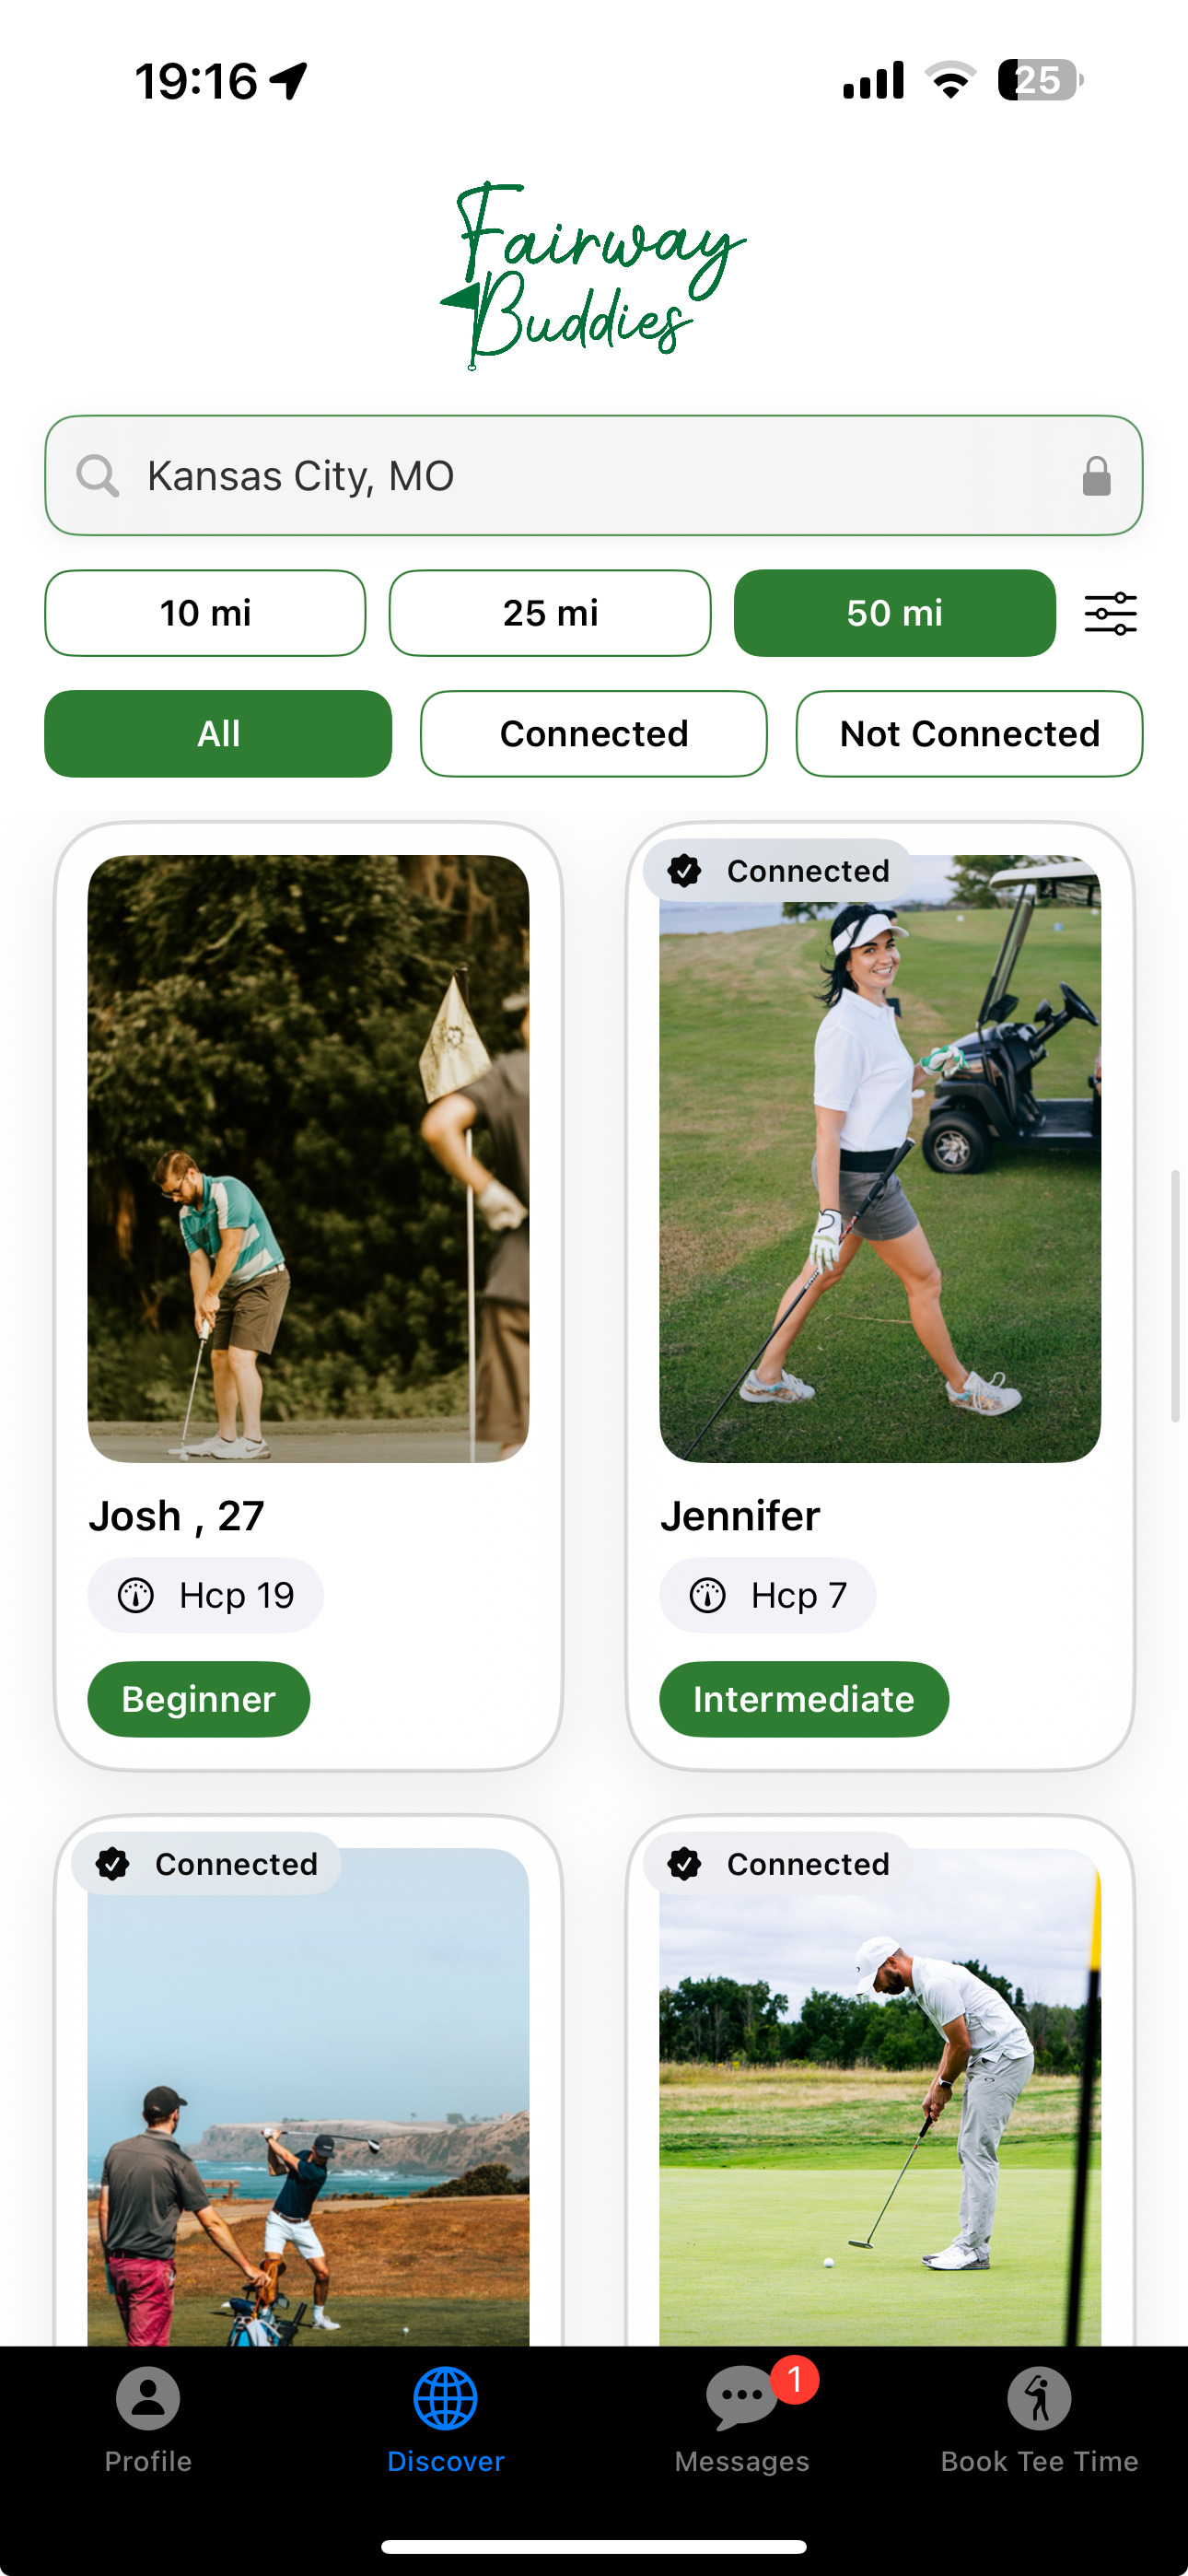 19:16
25
Fairway
Buddies
Kansas City, MO
10 mi
25 mi
50 mi
All
Connected
Not Connected
Connected
Josh , 27
Jennifer
Hcp 19
Hcp 7
Beginner
Intermediate
Connected
Connected
1
Profile
Discover
Messages
Book Tee Time